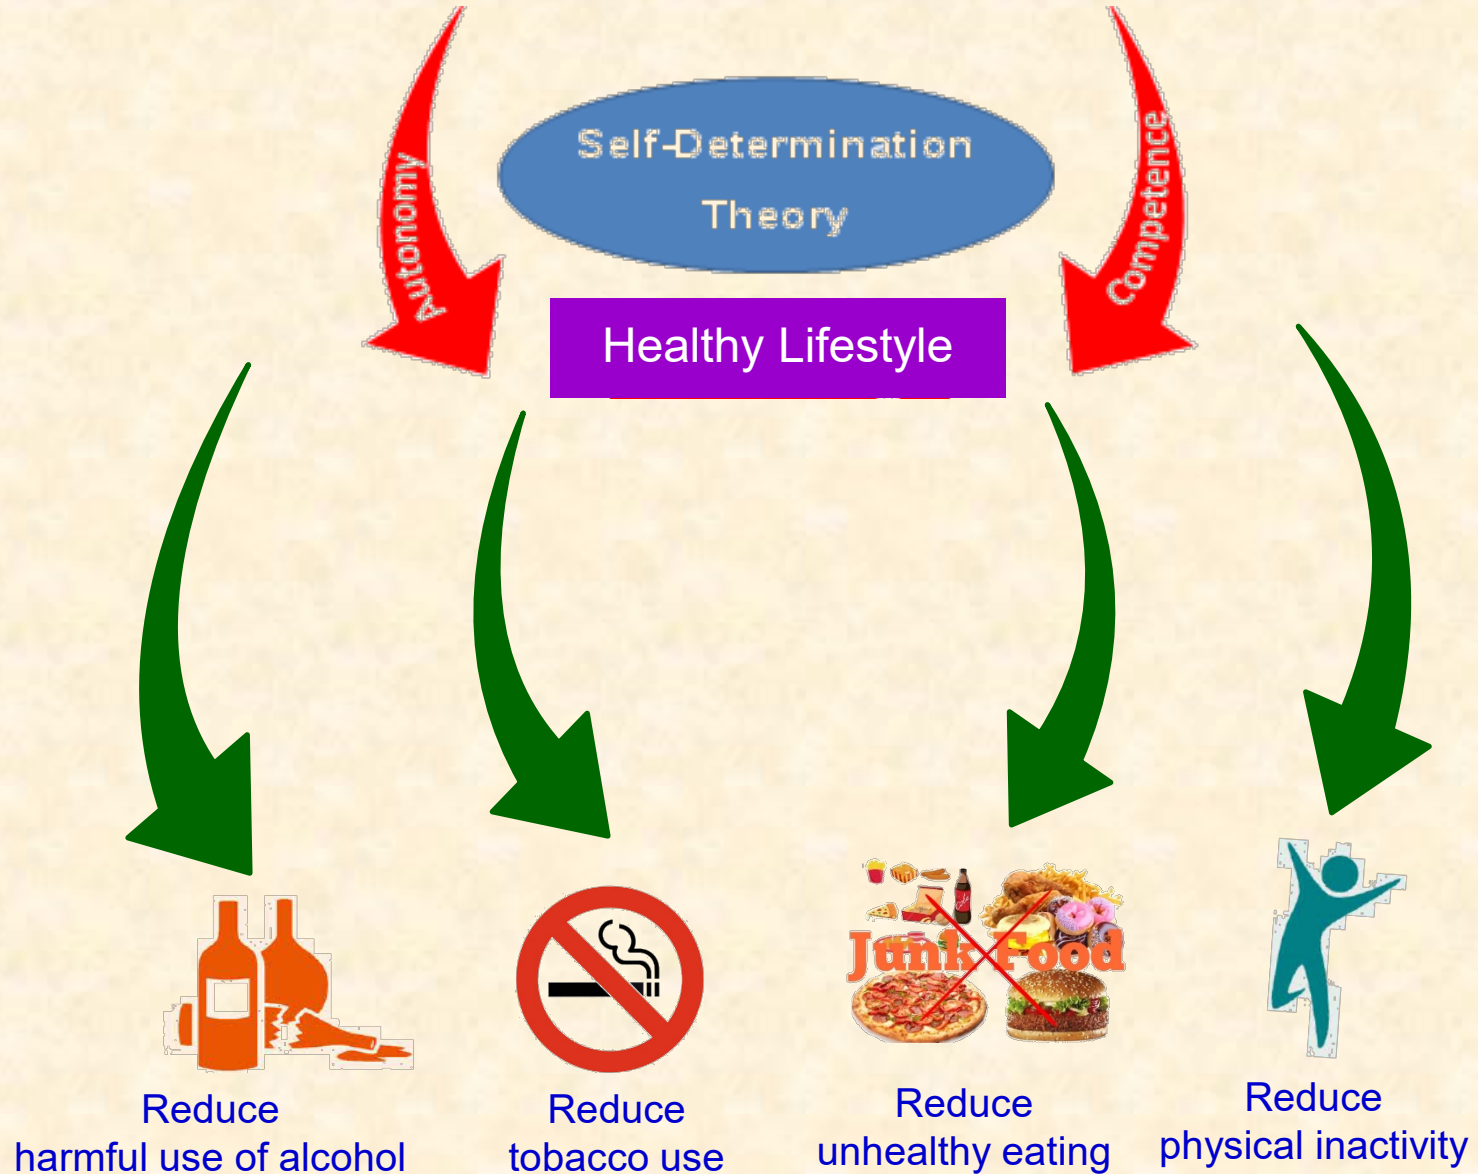 Self-Determination
Theory
Autonomy
Competence
Healthy Lifestyle
Junk Food
Reduce
harmful use of alcohol
Reduce
tobacco use
Reduce
unhealthy eating
Reduce
physical inactivity